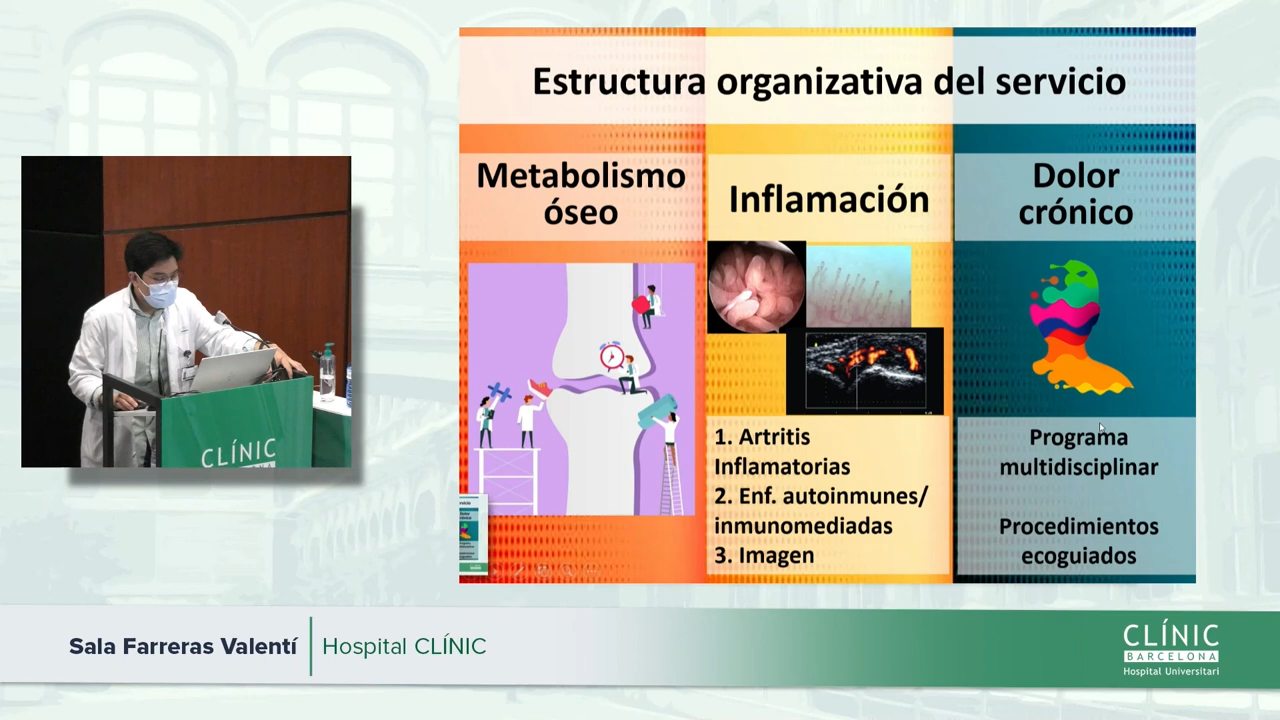 Estructura organizativa del servicio
Metabolismo
óseo
Inflamación
Dolor
crónico
1. Artritis
Inflamatorias
2. Enf. autoinmunes/
inmunomediadas
3. Imagen
Programa
multidisciplinar
Procedimientos
ecoguiados
CLÍNIC
BARCELONA
Sala Farreras Valentí
Hospital CLÍNIC
CLÍNIC
BARCELONA
Hospital Universitari